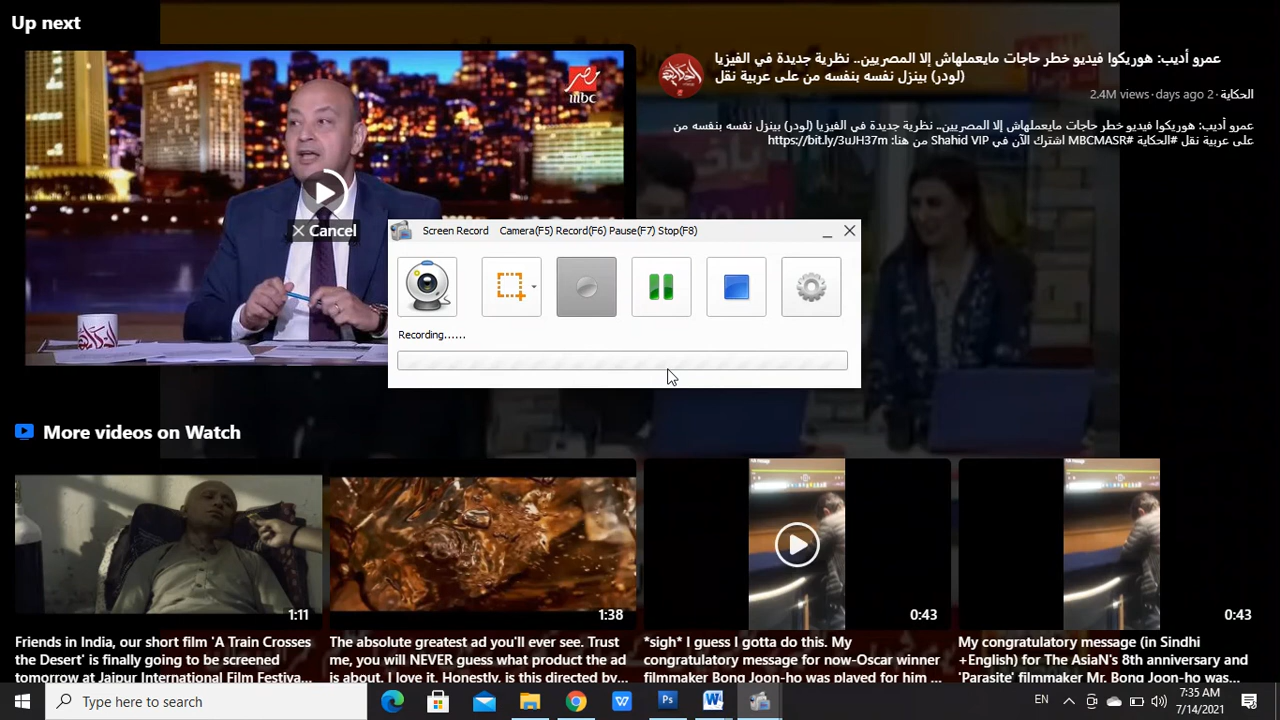 Up next
مصر
mbc
Cancel
الحكاية
عمرو أديب: هوريكوا فيديو خطر حاجات مايعملهاش إلا المصريين.. نظرية جديدة في الفيزيا
(لودر) بينزل نفسه بنفسه من على عربية نقل
الحكاية · 2 days ago · 2.4M views
عمرو أديب: هوريكوا فيديو خطر حاجات مايعملهاش إلا المصريين.. نظرية جديدة في الفيزيا (لودر) بينزل نفسه بنفسه من
على عربية نقل #الحكاية #MBCMASR اشترك الآن في Shahid VIP من هنا: https://bit.ly/3uJH37m
Screen Record Camera(F5) Record(F6) Pause(F7) Stop(F8)
Recording......
More videos on Watch
1:11
1:38
0:43
0:43
Friends in India, our short film 'A Train Crosses
the Desert' is finally going to be screened
tomorrow at Jaipur International Film Festiva...
The absolute greatest ad you'll ever see. Trust
me, you will NEVER guess what product the ad
is about. I love it. Honestly, is this directed by...
*sigh* I guess I gotta do this. My
congratulatory message for now-Oscar winner
filmmaker Bong Joon-ho was played for him ...
My congratulatory message (in Sindhi
+English) for The AsiaN's 8th anniversary and
'Parasite' filmmaker Mr. Bong Joon-ho was...
Type here to search
Ps
W
EN
7:35 AM
7/14/2021